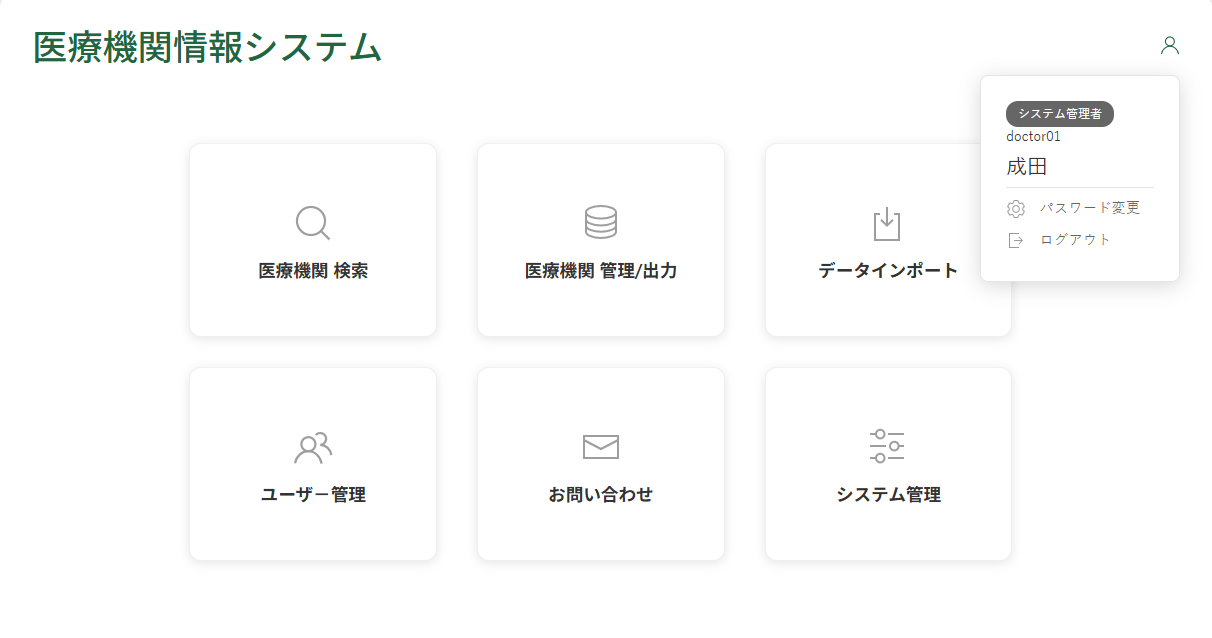 医療機関情報システム
システム管理者
doctor01
成田
パスワード変更
ログアウト
医療機関 検索
医療機関 管理/出力
データインポート
ユーザー管理
お問い合わせ
システム管理